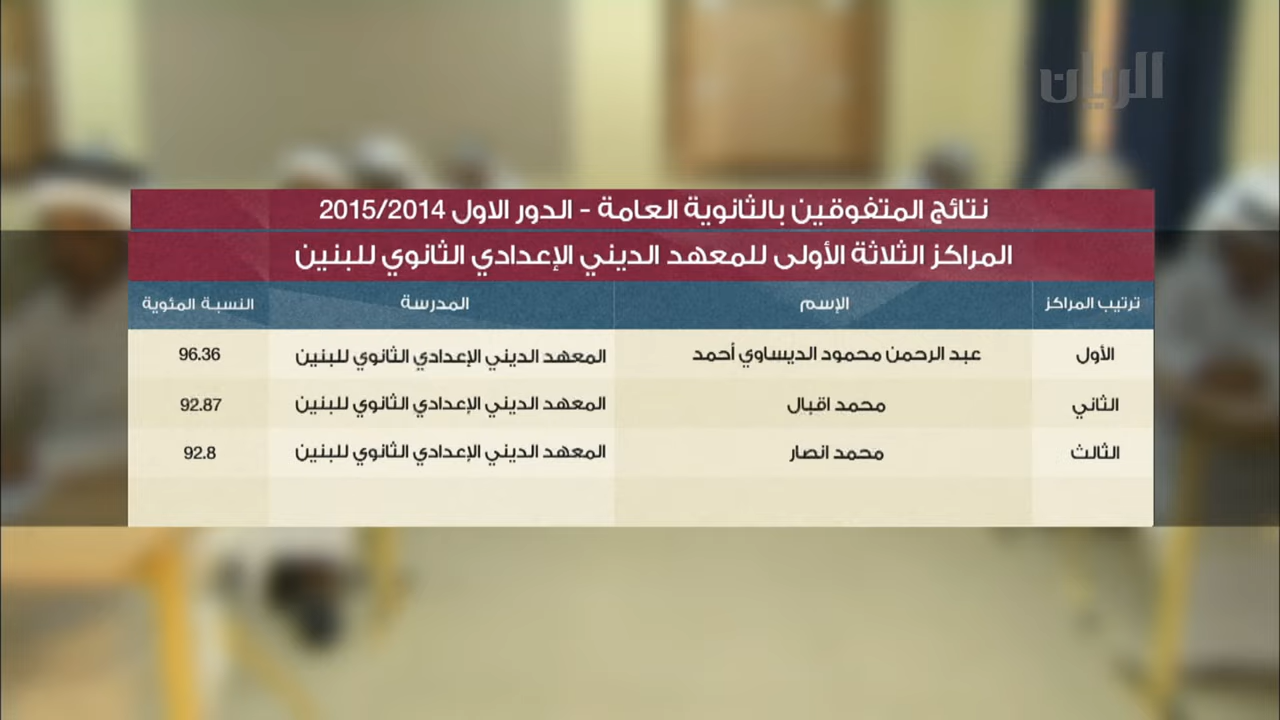 الريان
نتائج المتفوقين بالثانوية العامة - الدور الاول 2015/2014
المراكز الثلاثة الأولى للمعهد الديني الإعدادي الثانوي للبنين
ترتيب المراكز الإسم المدرسة النسبة المئوية
الأول عبد الرحمن محمود الديساوي أحمد المعهد الديني الإعدادي الثانوي للبنين 96.36
الثاني محمد اقبال المعهد الديني الإعدادي الثانوي للبنين 92.87
الثالث محمد انصار المعهد الديني الإعدادي الثانوي للبنين 92.8